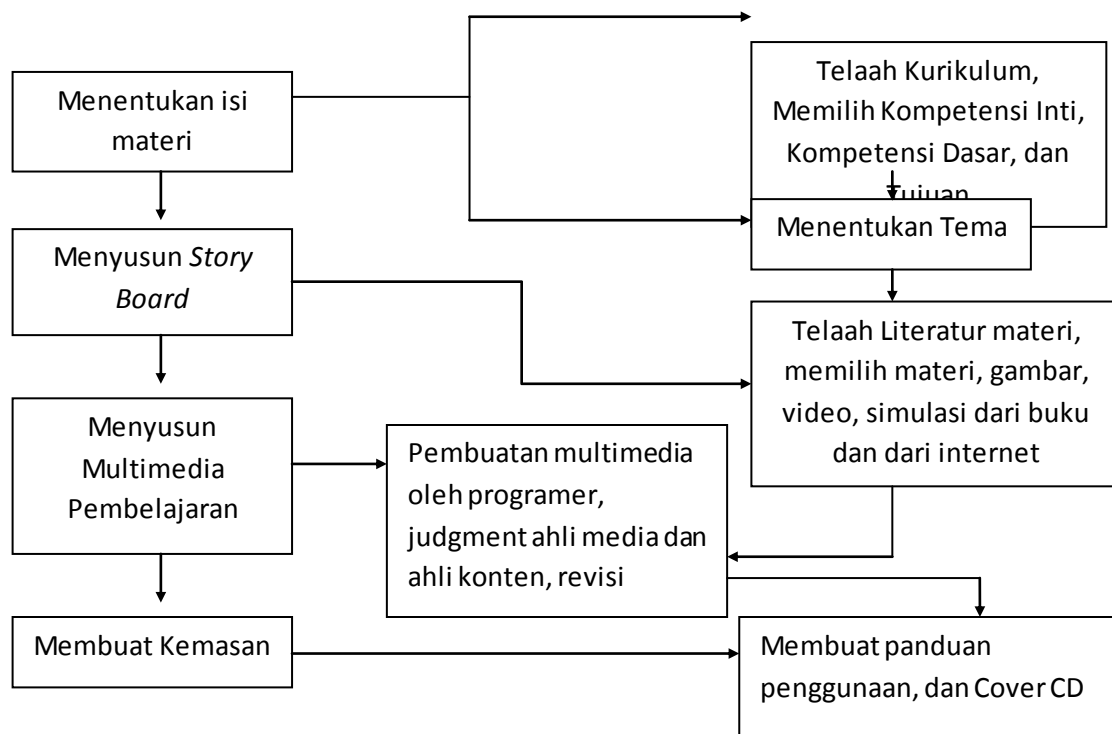 Menentukan isi
materi
Telaah Kurikulum,
Memilih Kompetensi Inti,
Kompetensi Dasar, dan
Tujuan
Menentukan Tema
Menyusun Story
Board
Telaah Literatur materi,
memilih materi, gambar,
video, simulasi dari buku
dan dari internet
Menyusun
Multimedia
Pembelajaran
Pembuatan multimedia
oleh programer,
judgment ahli media dan
ahli konten, revisi
Membuat Kemasan
Membuat panduan
penggunaan, dan Cover CD